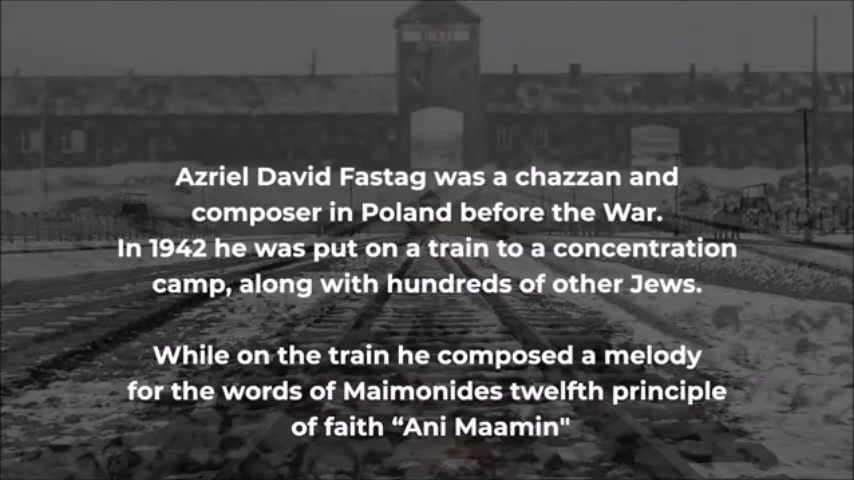 Azriel David Fastag was a chazzan and
composer in Poland before the War.
In 1942 he was put on a train to a concentration
camp, along with hundreds of other Jews.
While on the train he composed a melody
for the words of Maimonides twelfth principle
of faith “Ani Maamin"